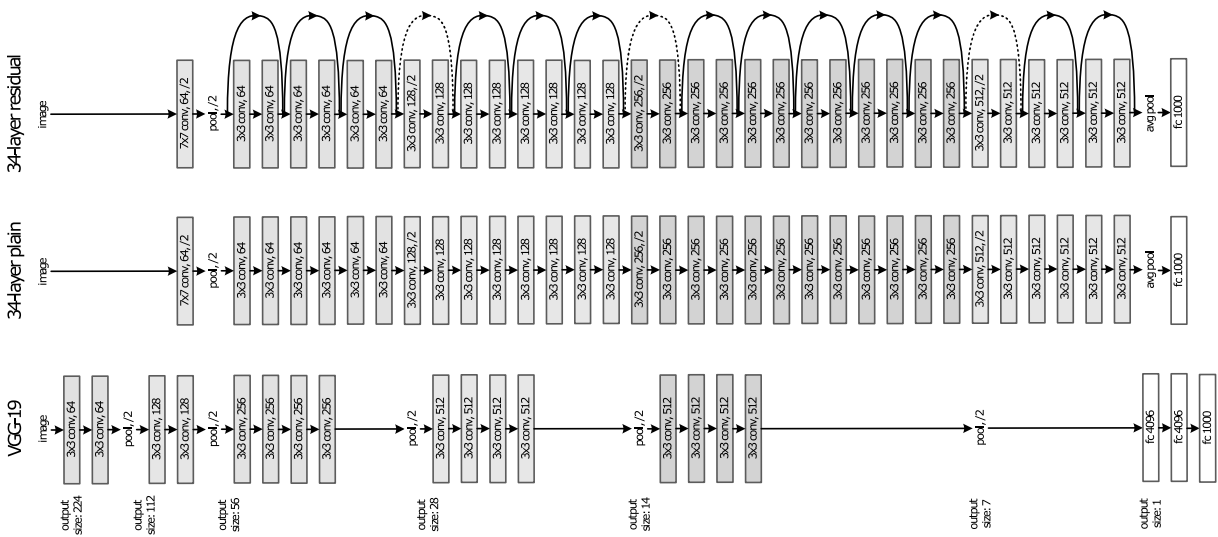 34-layer residual
image
7x7 conv, 64, /2
pool, /2
3x3 conv, 64
3x3 conv, 64
3x3 conv, 64
3x3 conv, 64
3x3 conv, 64
3x3 conv, 64
3x3 conv, 128, /2
3x3 conv, 128
3x3 conv, 128
3x3 conv, 128
3x3 conv, 128
3x3 conv, 128
3x3 conv, 128
3x3 conv, 128
3x3 conv, 256, /2
3x3 conv, 256
3x3 conv, 256
3x3 conv, 256
3x3 conv, 256
3x3 conv, 256
3x3 conv, 256
3x3 conv, 256
3x3 conv, 256
3x3 conv, 256
3x3 conv, 256
3x3 conv, 256
3x3 conv, 512, /2
3x3 conv, 512
3x3 conv, 512
3x3 conv, 512
3x3 conv, 512
3x3 conv, 512
avg pool
fc 1000
34-layer plain
image
7x7 conv, 64, /2
pool, /2
3x3 conv, 64
3x3 conv, 64
3x3 conv, 64
3x3 conv, 64
3x3 conv, 64
3x3 conv, 64
3x3 conv, 128, /2
3x3 conv, 128
3x3 conv, 128
3x3 conv, 128
3x3 conv, 128
3x3 conv, 128
3x3 conv, 128
3x3 conv, 128
3x3 conv, 256, /2
3x3 conv, 256
3x3 conv, 256
3x3 conv, 256
3x3 conv, 256
3x3 conv, 256
3x3 conv, 256
3x3 conv, 256
3x3 conv, 256
3x3 conv, 256
3x3 conv, 256
3x3 conv, 256
3x3 conv, 512, /2
3x3 conv, 512
3x3 conv, 512
3x3 conv, 512
3x3 conv, 512
3x3 conv, 512
avg pool
fc 1000
VGG-19
image
3x3 conv, 64
3x3 conv, 64
pool, /2
3x3 conv, 128
3x3 conv, 128
pool, /2
3x3 conv, 256
3x3 conv, 256
3x3 conv, 256
3x3 conv, 256
pool, /2
3x3 conv, 512
3x3 conv, 512
3x3 conv, 512
3x3 conv, 512
pool, /2
3x3 conv, 512
3x3 conv, 512
3x3 conv, 512
3x3 conv, 512
pool, /2
fc 4096
fc 4096
fc 1000
output
size: 224
output
size: 112
output
size: 56
output
size: 28
output
size: 14
output
size: 7
output
size: 1